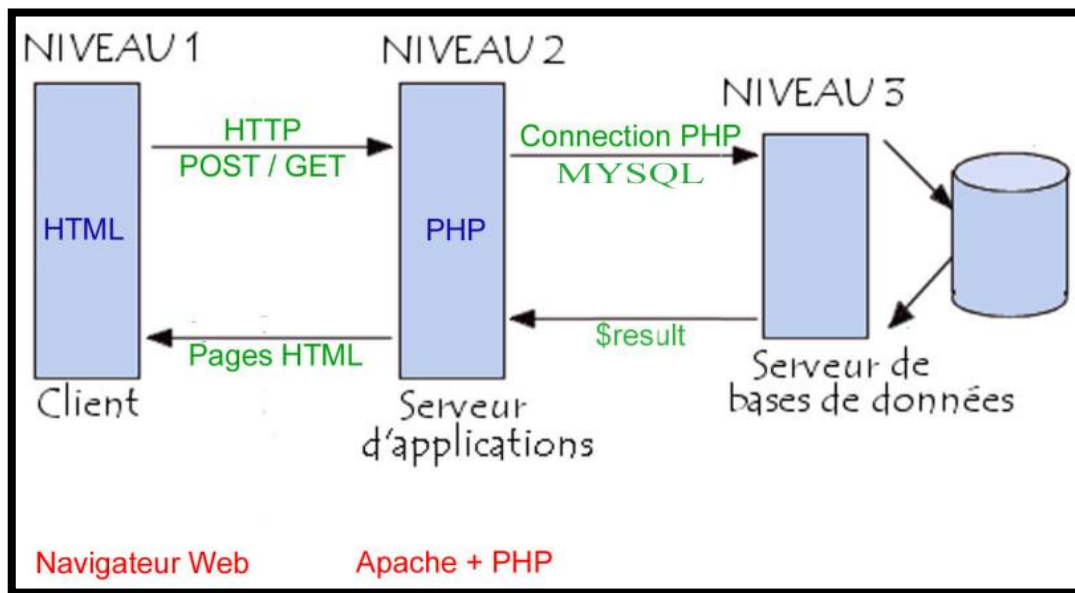 NIVEAU 1
NIVEAU 2
NIVEAU 3
HTTP
POST / GET
Connection PHP
MYSQL
HTML
PHP
Pages HTML
$result
Client
Serveur
d'applications
Serveur de
bases de données
Navigateur Web
Apache + PHP